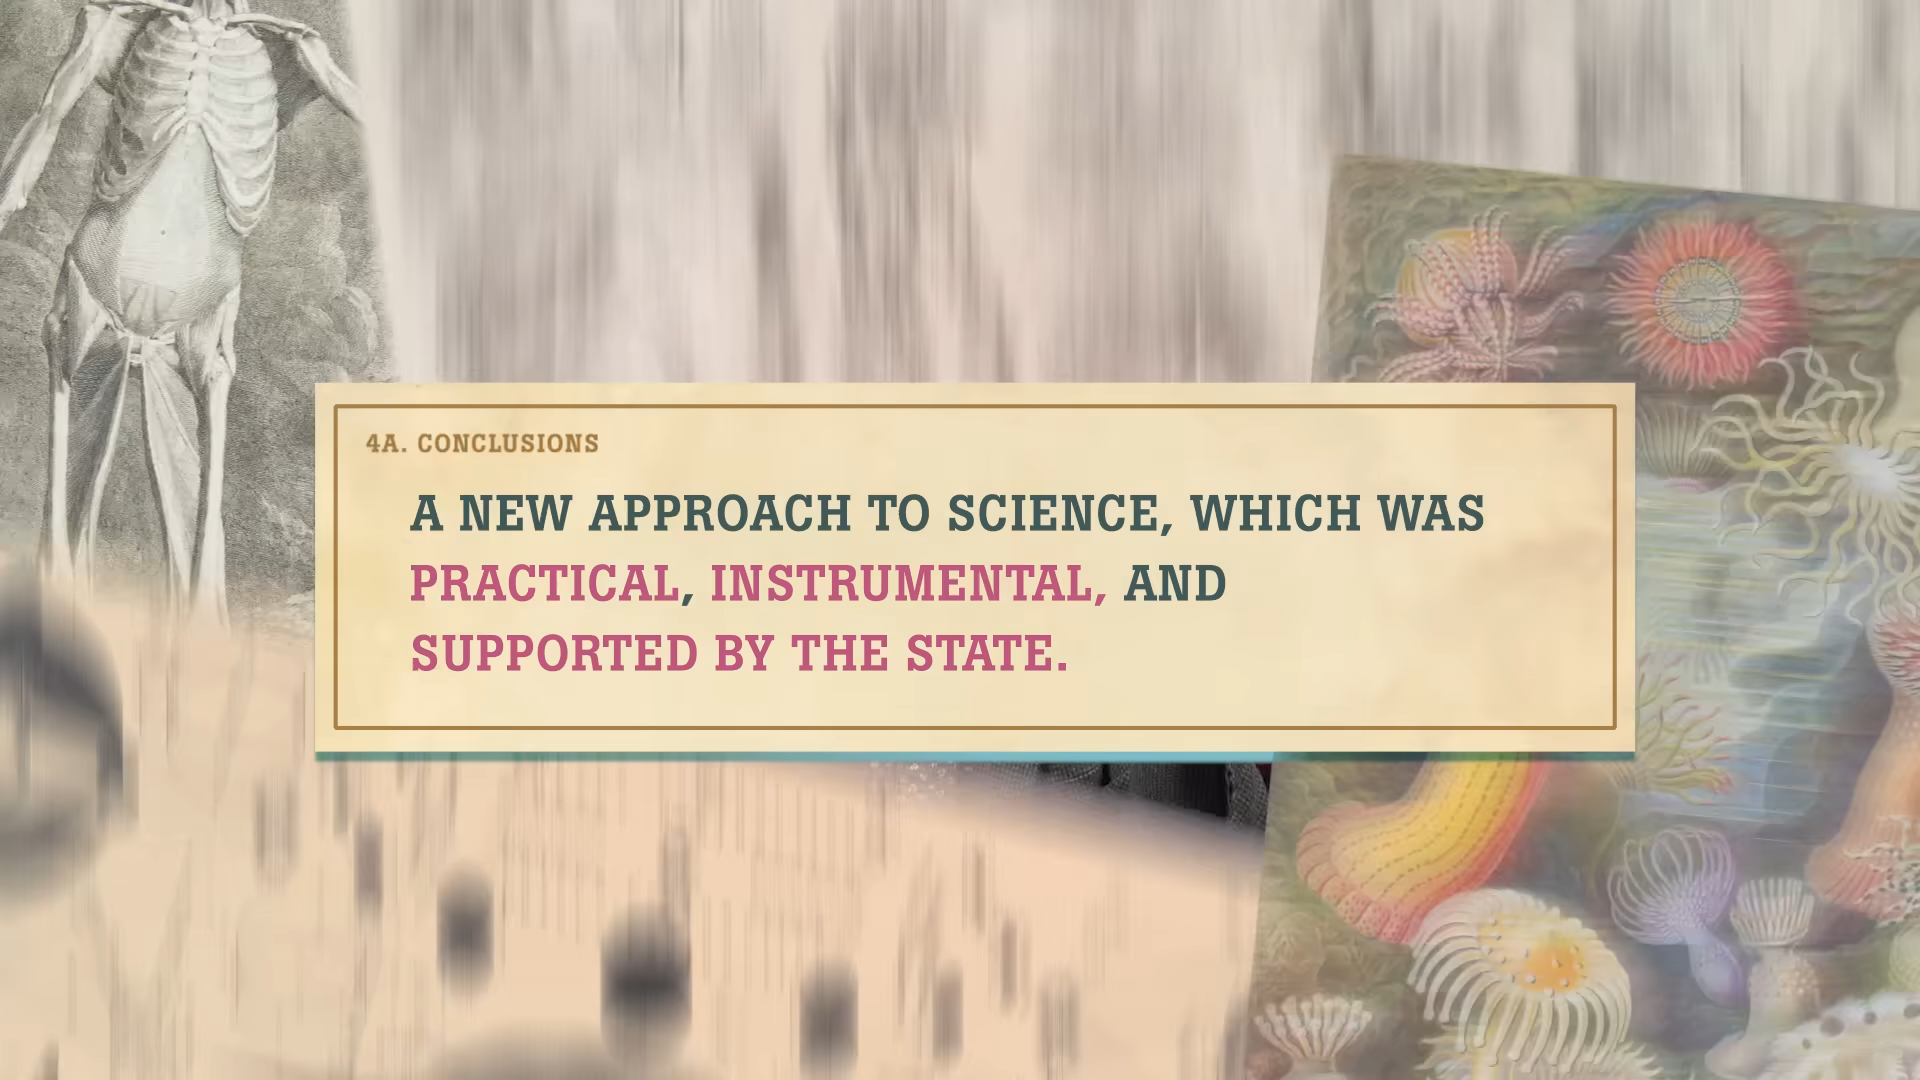 4A. CONCLUSIONS
A NEW APPROACH TO SCIENCE, WHICH WAS
PRACTICAL, INSTRUMENTAL, AND
SUPPORTED BY THE STATE.